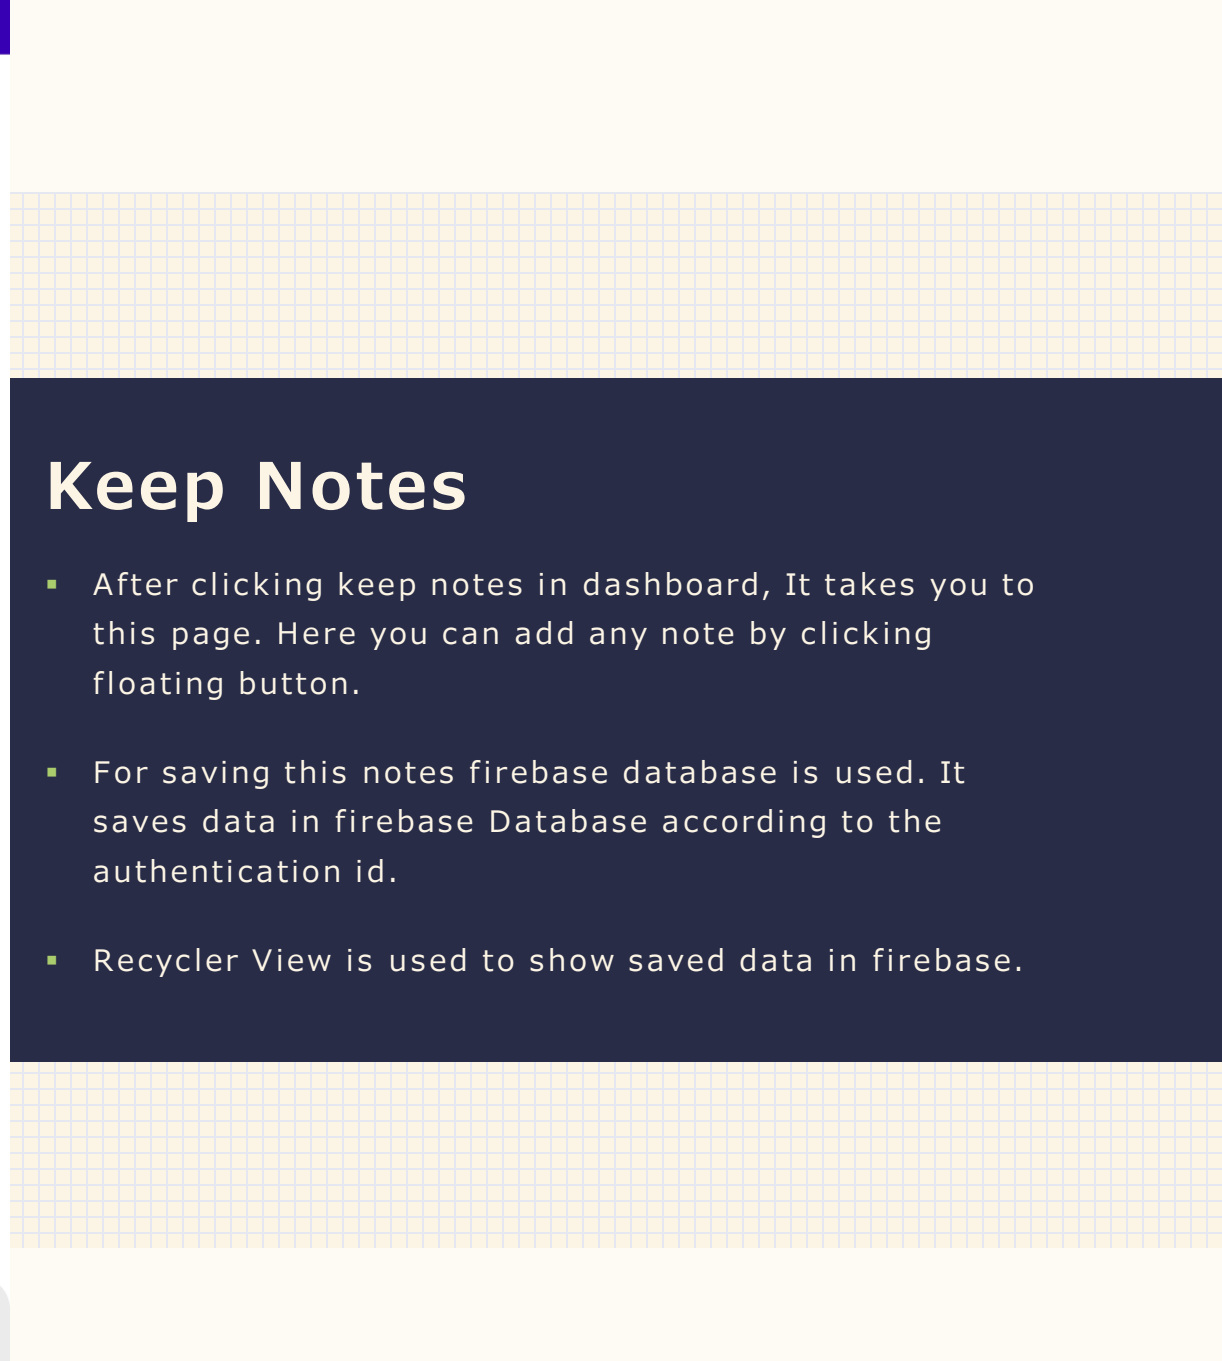 Keep Notes
After clicking keep notes in dashboard, It takes you to
this page. Here you can add any note by clicking
floating button.
For saving this notes firebase database is used. It
saves data in firebase Database according to the
authentication id.
Recycler View is used to show saved data in firebase.